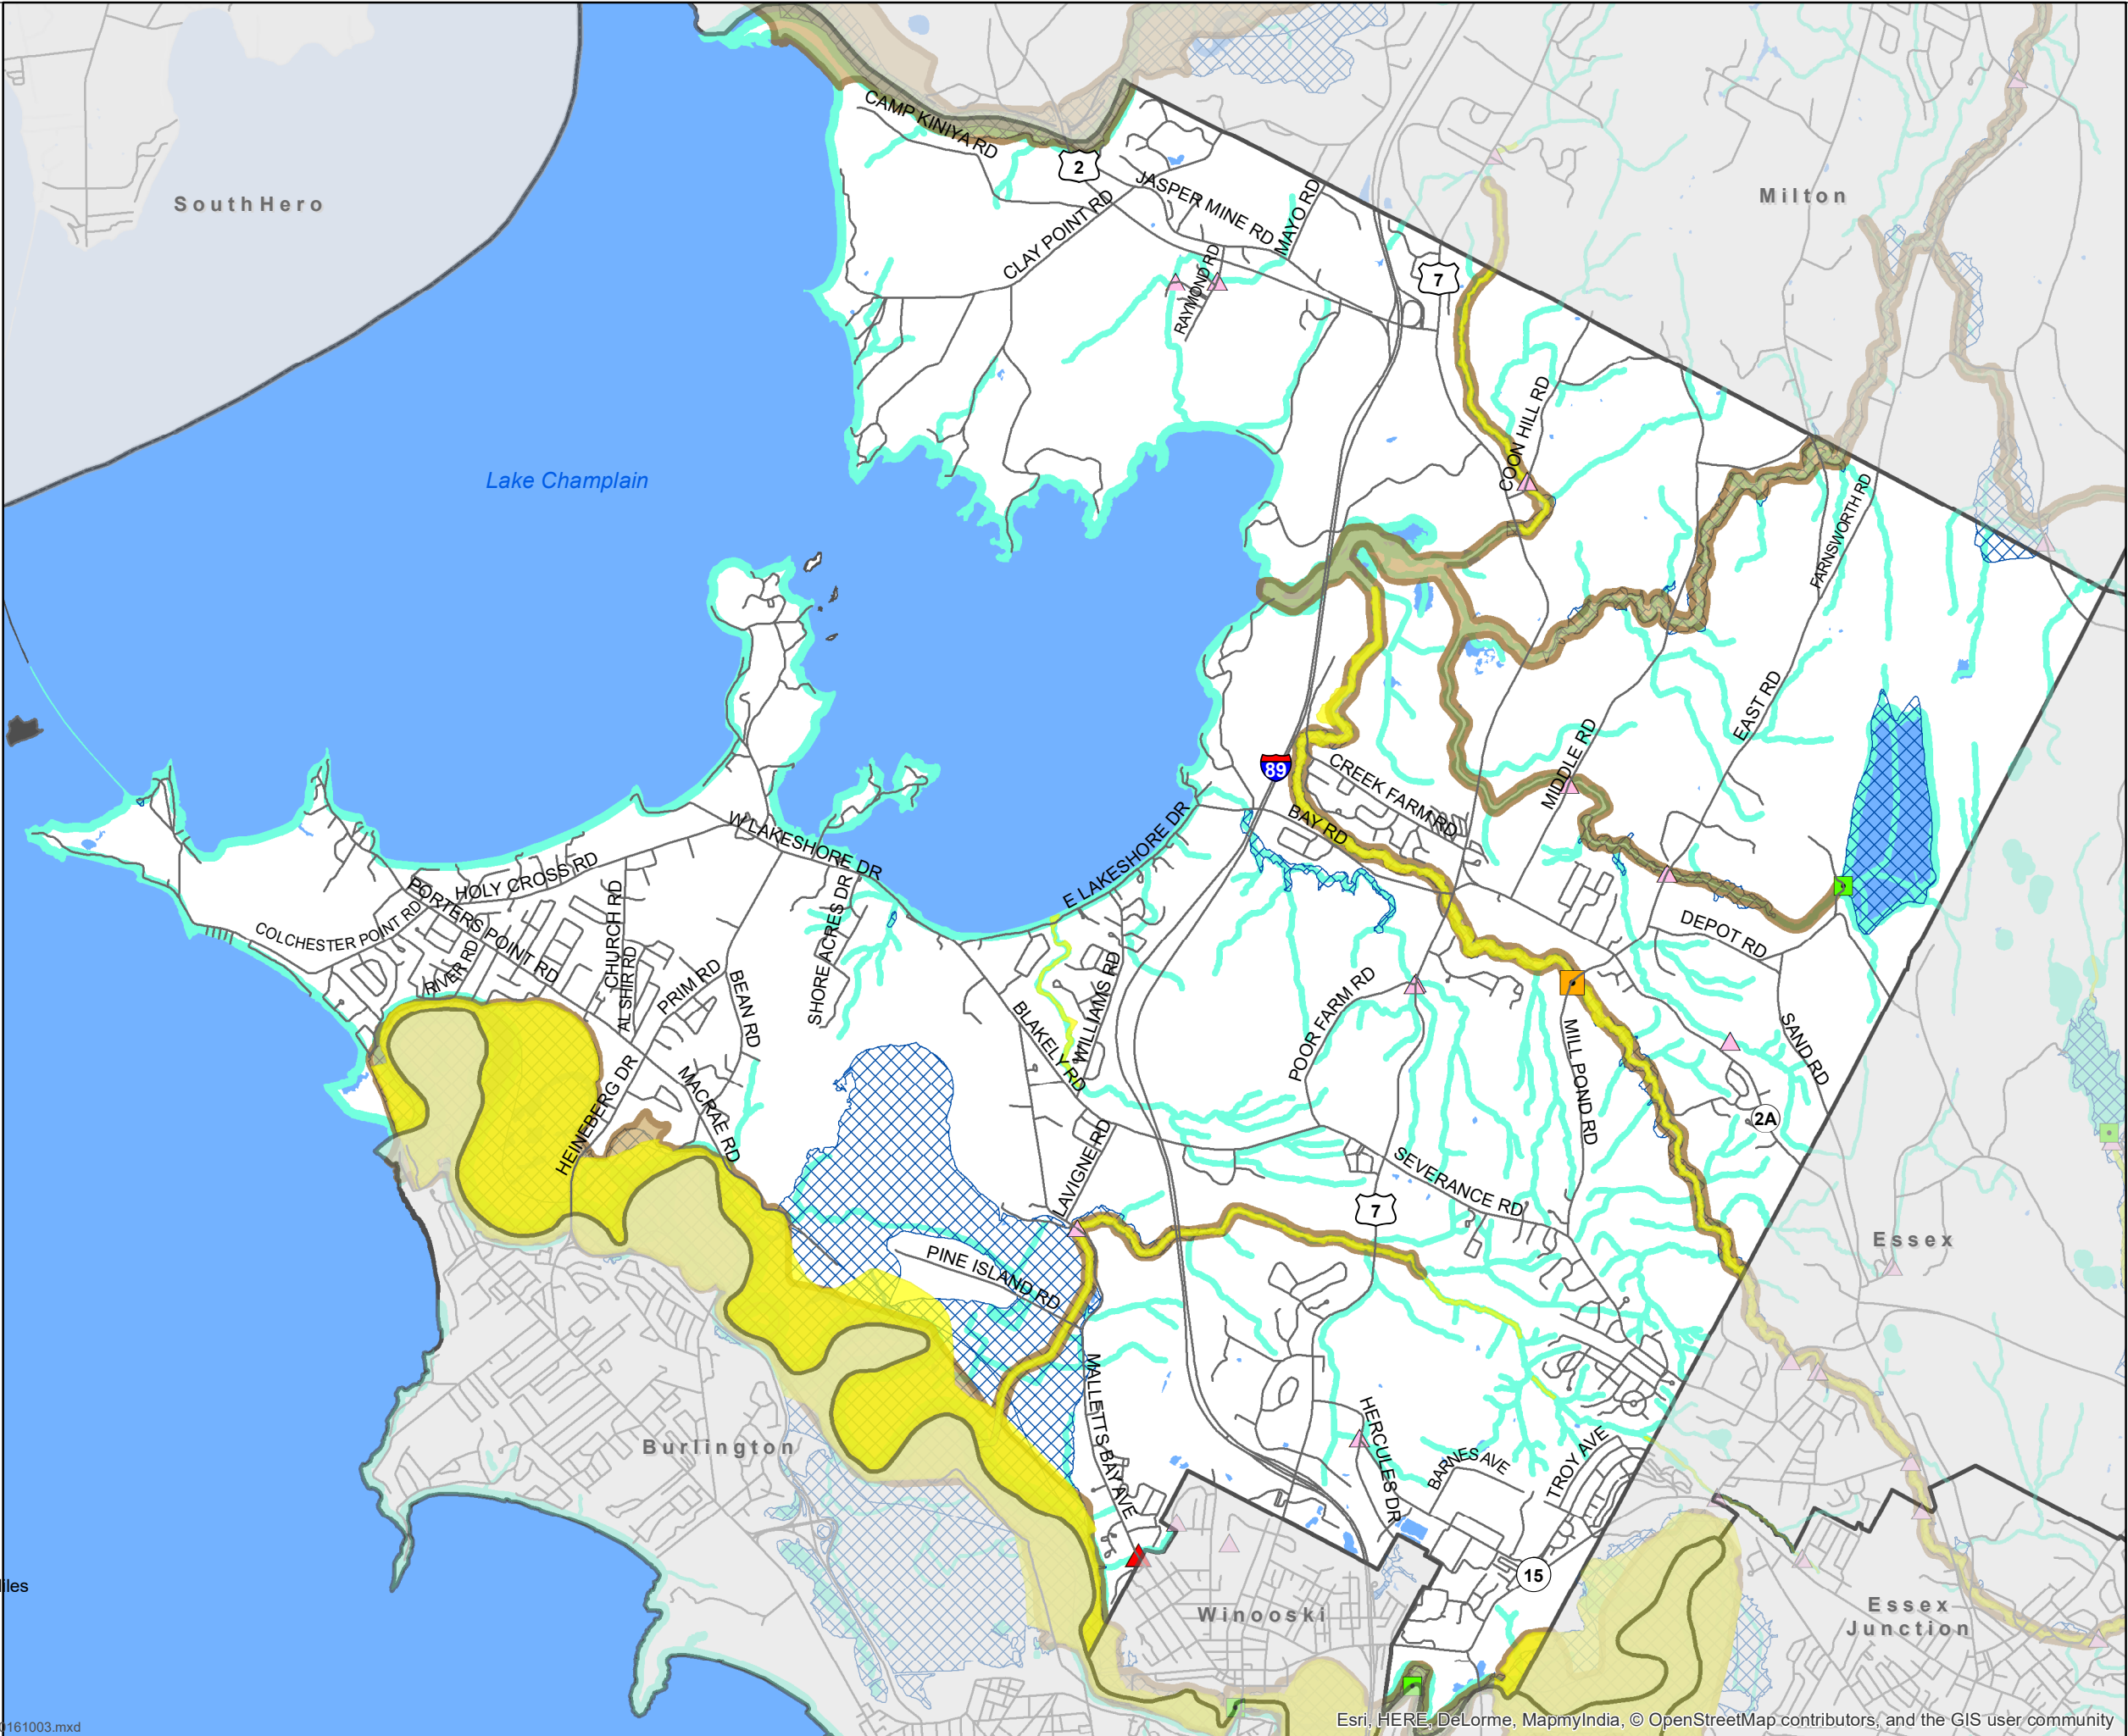 CAMP KINIYA RD
2
South Hero
Milton
JASPER MINE RD
MAYO RD
CLAY POINT RD
RAYMOND RD
7
COON HILL RD
Lake Champlain
FARNSWORTH RD
EAST RD
MIDDLE RD
89
CREEK FARM RD
BAY RD
W LAKESHORE DR
E LAKESHORE DR
HOLY CROSS RD
PORTERS POINT RD
COLCHESTER POINT RD
RIVER RD
CHURCH RD
AL SHIR RD
PRIM RD
BEAN RD
SHORE ACRES DR
DEPOT RD
WILLIAMS RD
BLAKELY RD
POOR FARM RD
MILL POND RD
SAND RD
2A
HEINEBERG DR
MACRAE RD
LAVIGNE RD
SEVERANCE RD
7
Essex
PINE ISLAND RD
MALLETTS BAY AVE
HERCULES DR
BARNES AVE
TROY AVE
Burlington
15
Winooski
Essex
Junction
iles
0161003.mxd
Esri, HERE, DeLorme, MapmyIndia, © OpenStreetMap contributors, and the GIS user community